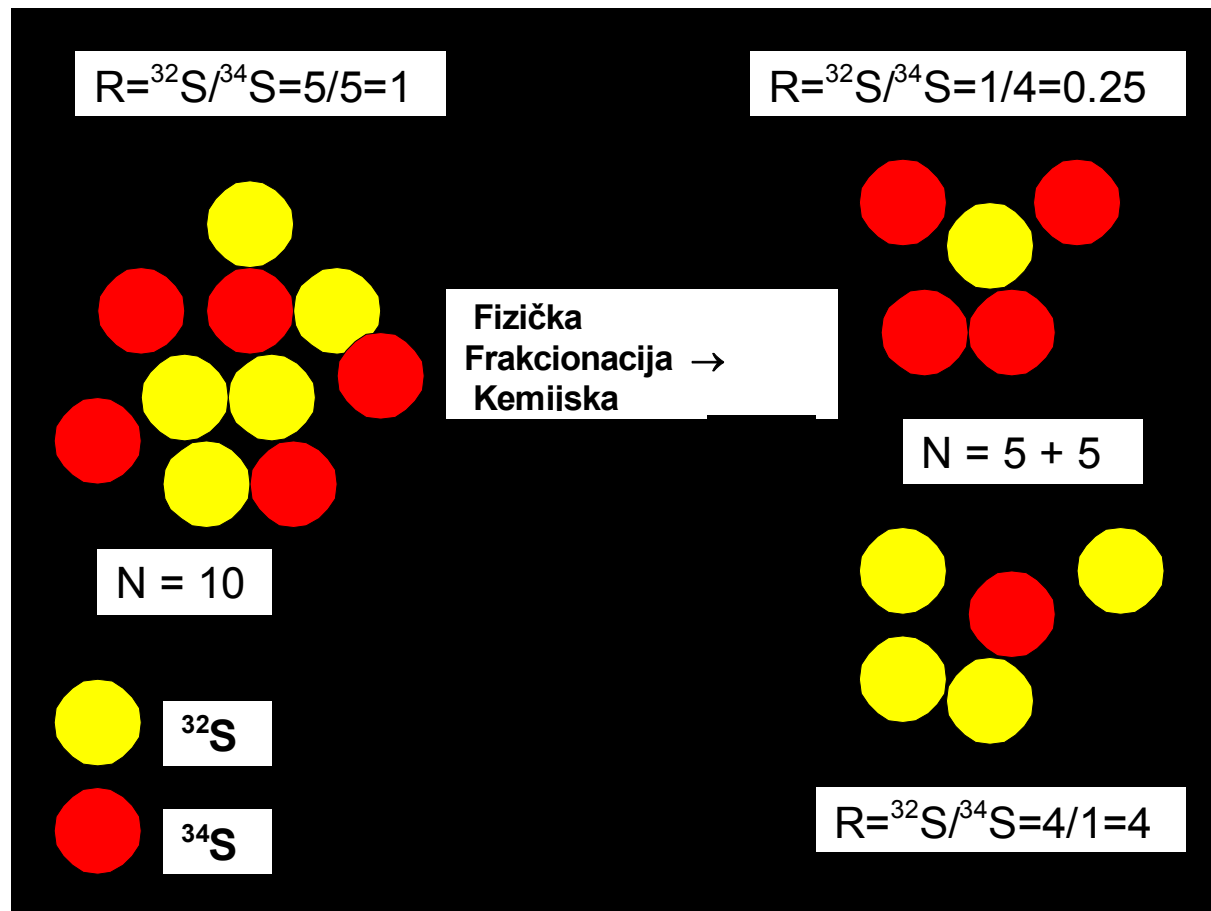 R=³²S/³⁴S=5/5=1
R=³²S/³⁴S=1/4=0.25
Fizička
Frakcionacija →
Kemijska
N = 5 + 5
N = 10
³²S
³⁴S
R=³²S/³⁴S=4/1=4